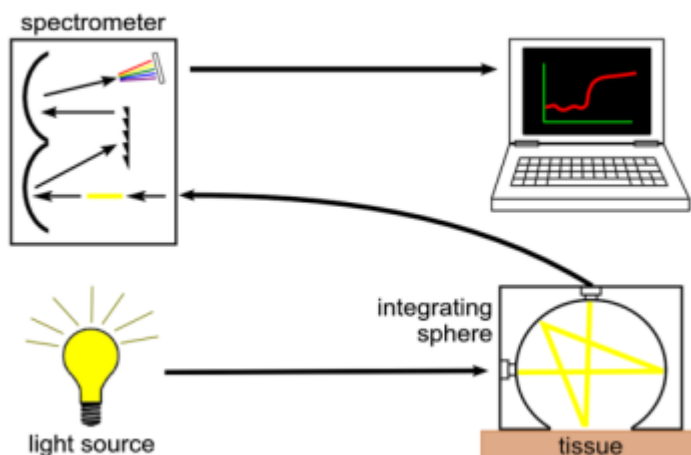 spectrometer
integrating
sphere
light source
tissue